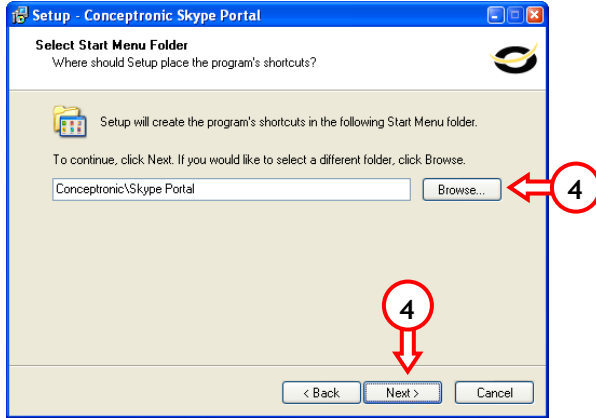 Setup - Conceptronic Skype Portal
Select Start Menu Folder
Where should Setup place the program's shortcuts?
Setup will create the program's shortcuts in the following Start Menu folder.
To continue, click Next. If you would like to select a different folder, click Browse.
Conceptronic\Skype Portal
Browse...
4
4
< Back
Next >
Cancel